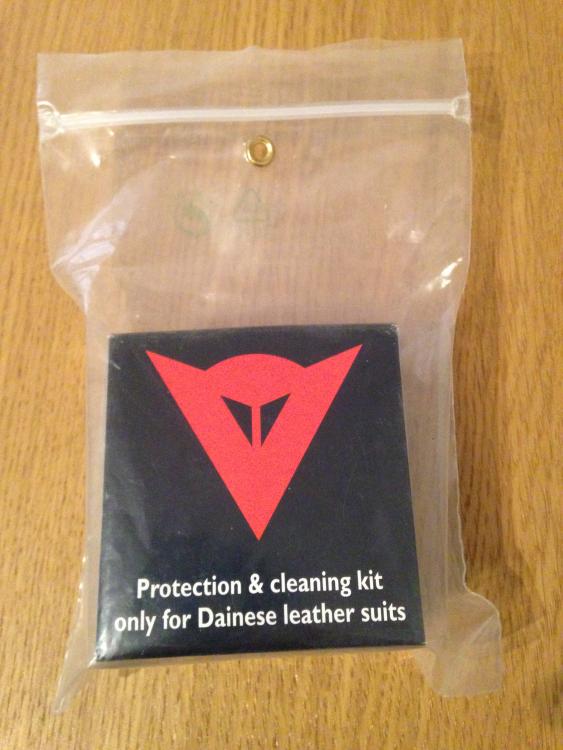 Protection & cleaning kit
only for Dainese leather suits